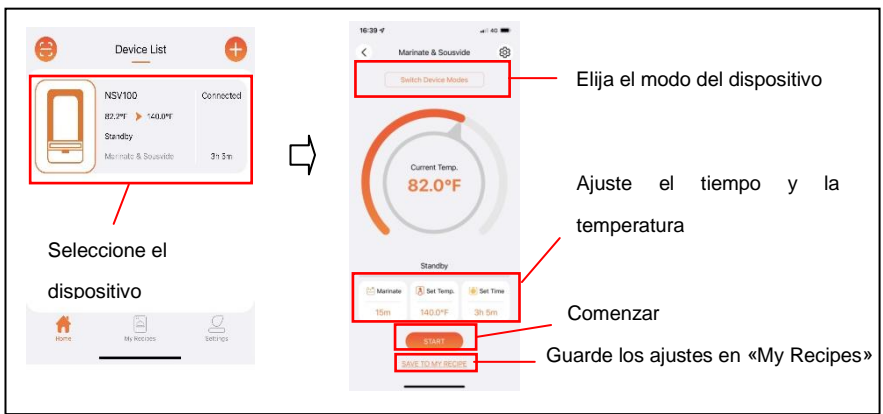 Device List
NSV100
Connected
82.2°F
140.0°F
Standby
Marinate & Sousvide
3h 5m
Seleccione el
dispositivo
Home
My Recipes
Settings
16:39
4G
Marinate & Sousvide
Switch Device Modes
Current Temp.
82.0°F
Standby
Marinate
Set Temp.
Set Time
15m
140.0°F
3h 5m
START
SAVE TO MY RECIPE
Elija el modo del dispositivo
Ajuste el tiempo y la
temperatura
Comenzar
Guarde los ajustes en «My Recipes»